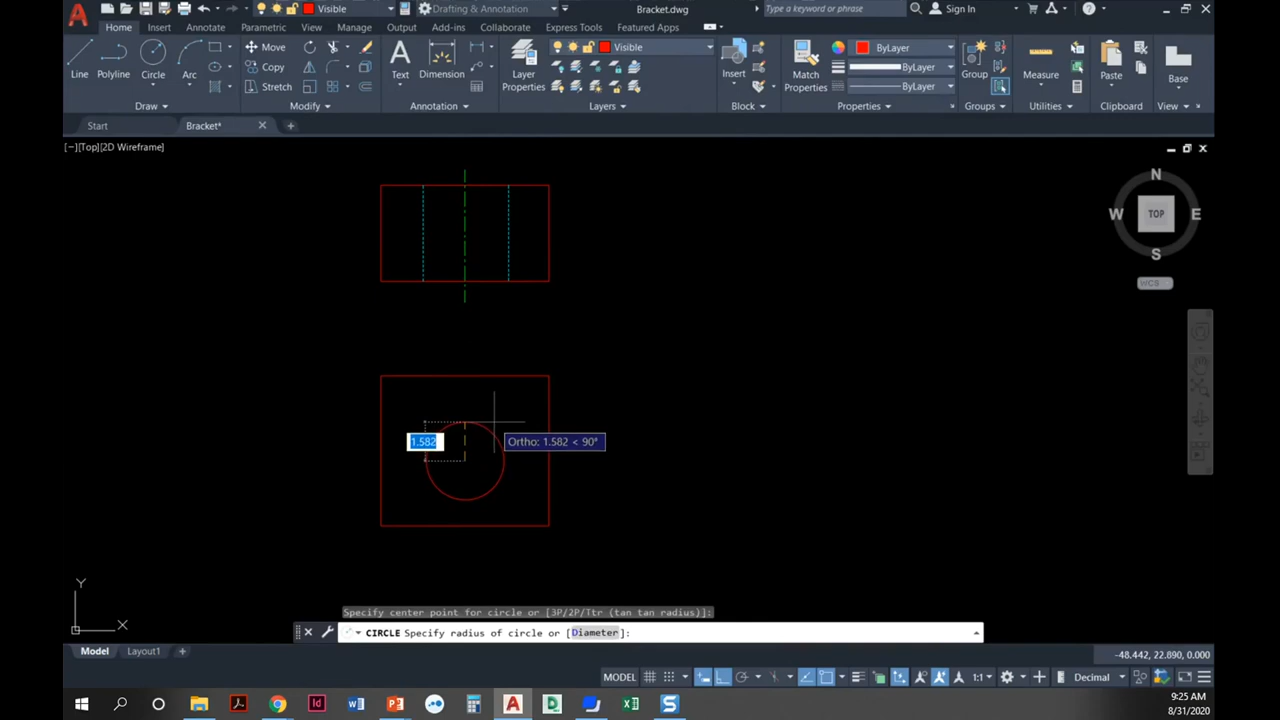 Visible
Drafting & Annotation
Bracket.dwg
Type a keyword or phrase
Sign In
Home Insert Annotate Parametric View Manage Output Add-ins Collaborate Express Tools Featured Apps
Move
Copy
Stretch
Line
Polyline
Circle
Arc
Text
Dimension
Layer
Properties
Visible
Insert
Match
Properties
ByLayer
ByLayer
ByLayer
Group
Measure
Paste
Base
Draw
Modify
Annotation
Layers
Block
Properties
Groups
Utilities
Clipboard
View
Start
Bracket*
[−][Top][2D Wireframe]
N
W
TOP
E
S
WCS
1.582
Ortho: 1.582 < 90°
Y
X
Specify center point for circle or [3P/2P/Ttr (tan tan radius)]:
CIRCLE Specify radius of circle or [Diameter]:
Model
Layout1
-48.442, 22.890, 0.000
MODEL
1:1
Decimal
9:25 AM
8/31/2020